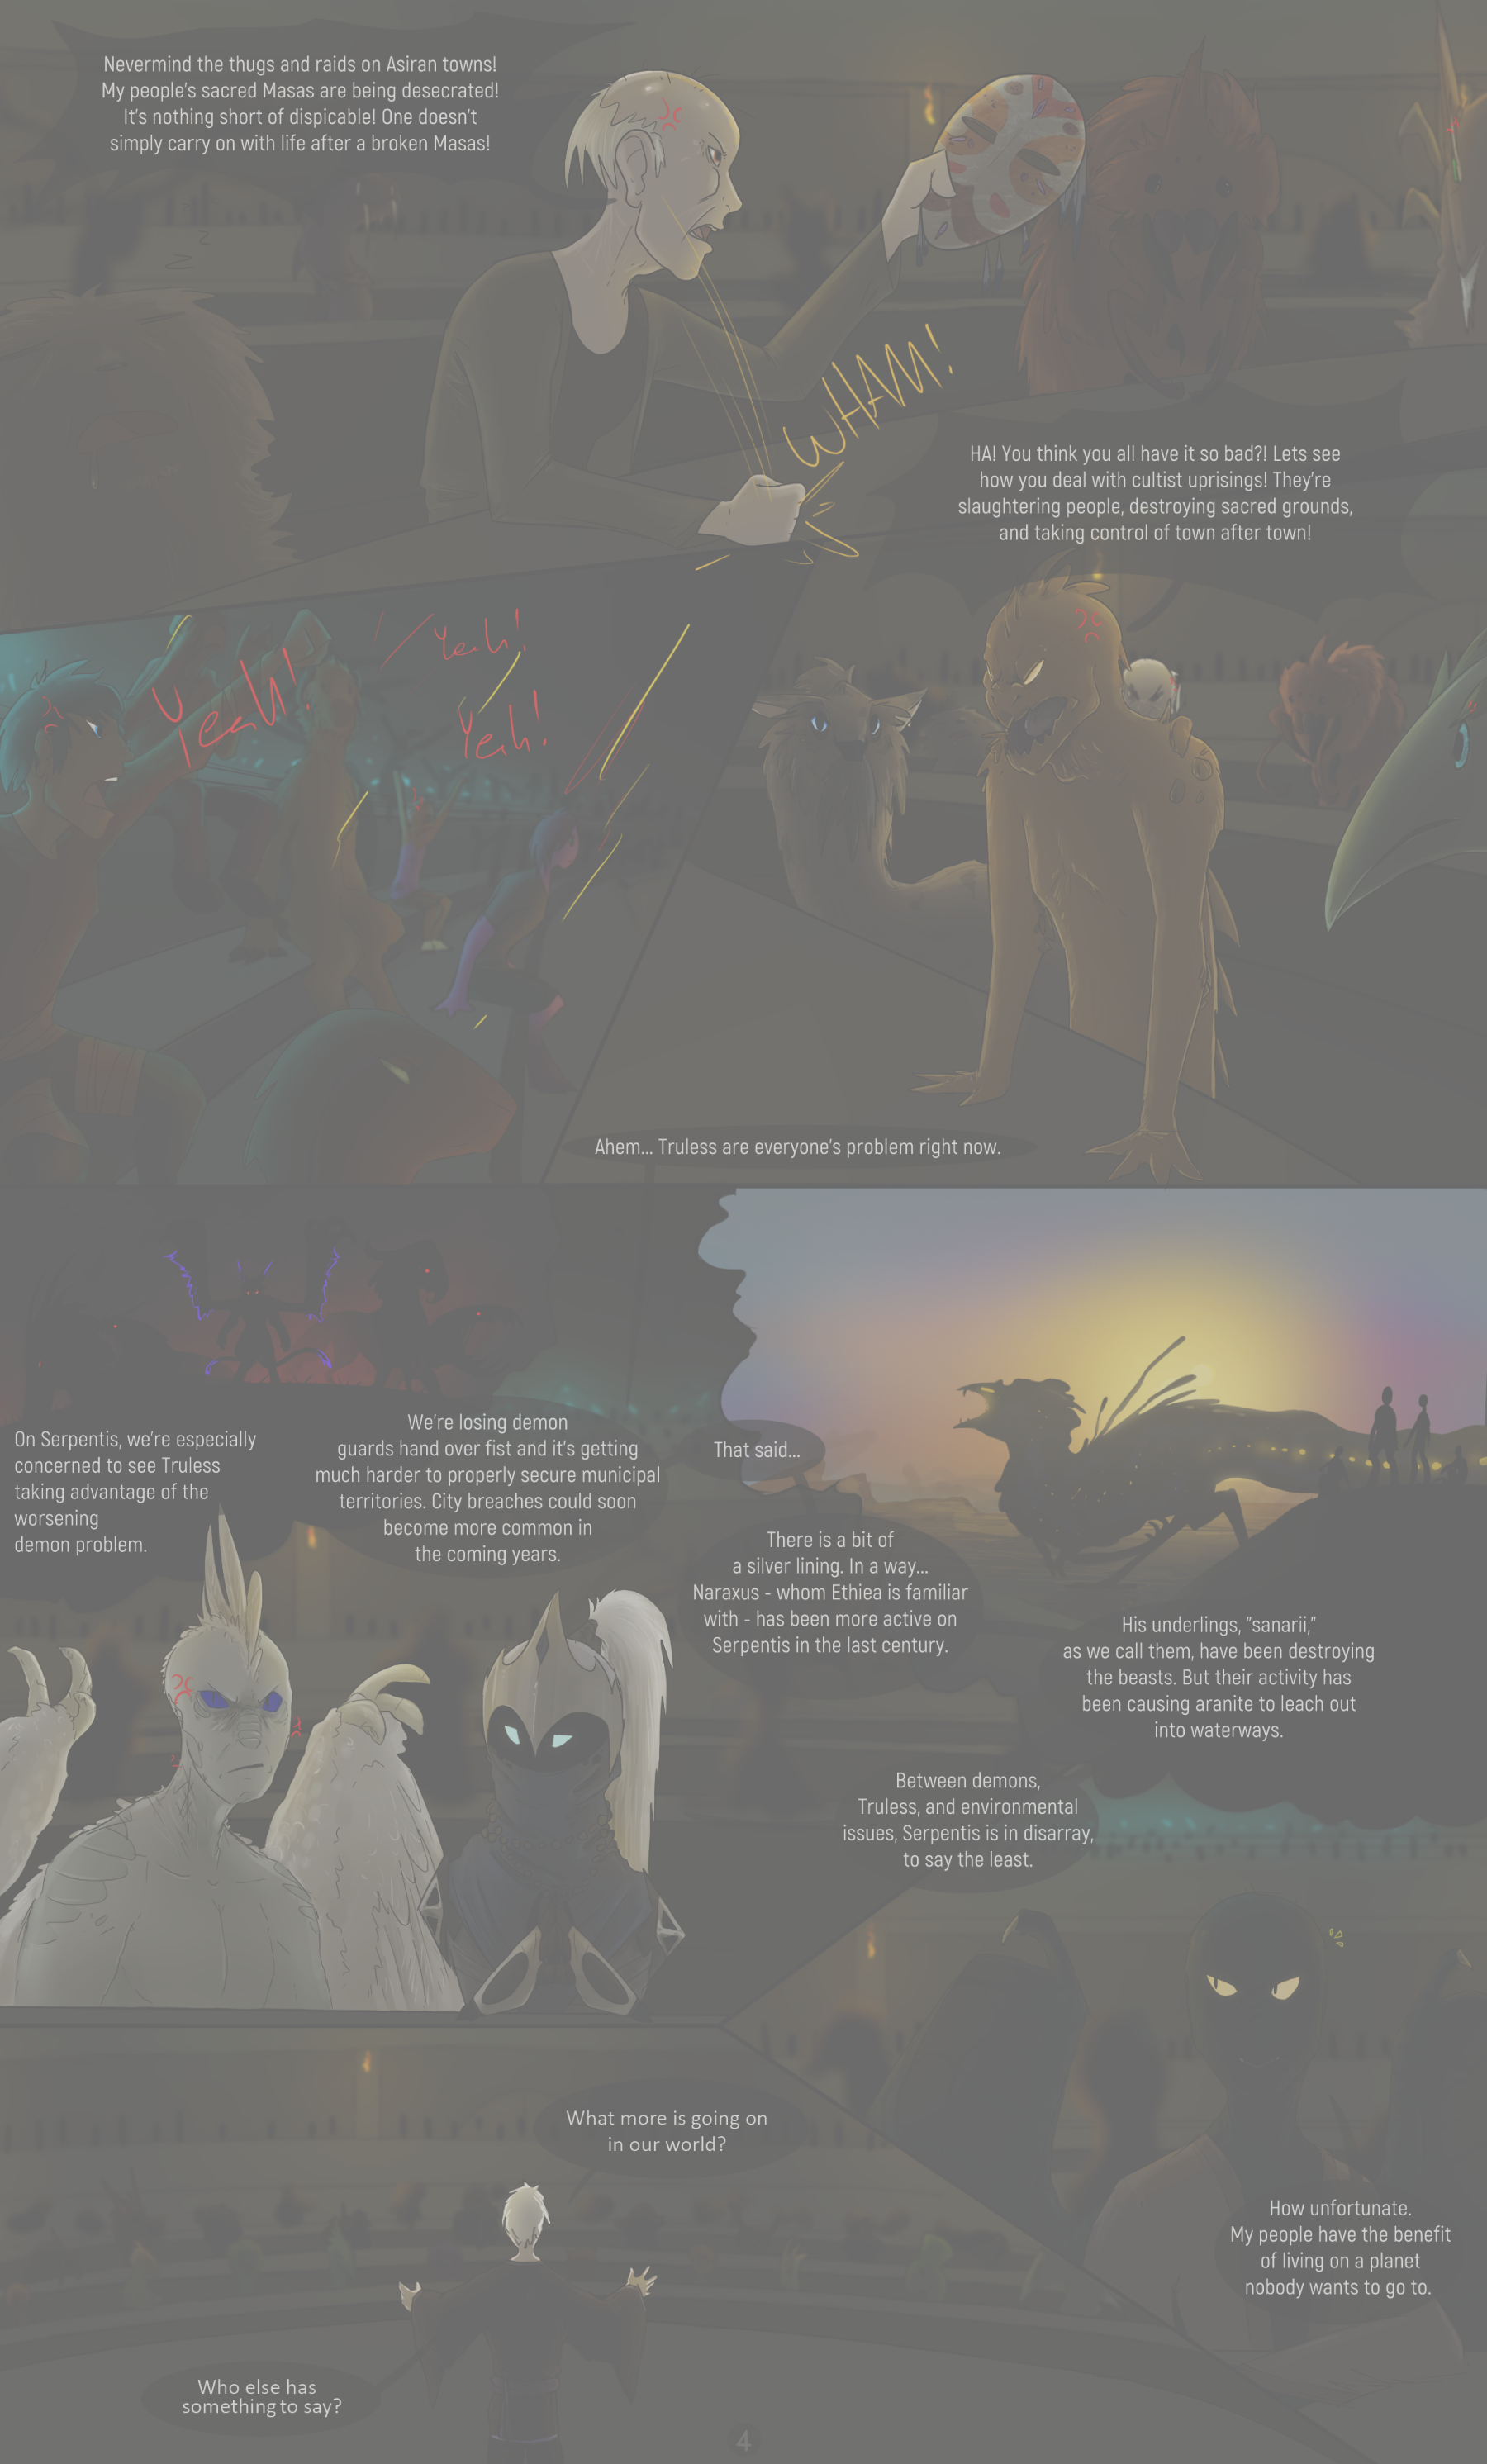 Nevermind the thugs and raids on Asiran towns!
My people's sacred Masas are being desecrated!
It's nothing short of dispicable! One doesn't
simply carry on with life after a broken Masas!
z
z
WHAM!
HA! You think you all have it so bad?! Lets see
how you deal with cultist uprisings! They're
slaughtering people, destroying sacred grounds,
and taking control of town after town!
Yeah!
Yeah!
Yeah!
Ahem... Truless are everyone's problem right now.
On Serpentis, we're especially
concerned to see Truless
taking advantage of the
worsening
demon problem.
We're losing demon
guards hand over fist and it's getting
much harder to properly secure municipal
territories. City breaches could soon
become more common in
the coming years.
That said...
There is a bit of
a silver lining. In a way...
Naraxus - whom Ethiea is familiar
with - has been more active on
Serpentis in the last century.
His underlings, "sanarii,"
as we call them, have been destroying
the beasts. But their activity has
been causing aranite to leach out
into waterways.
Between demons,
Truless, and environmental
issues, Serpentis is in disarray,
to say the least.
How unfortunate.
My people have the benefit
of living on a planet
nobody wants to go to.
What more is going on
in our world?
Who else has
something to say?
4